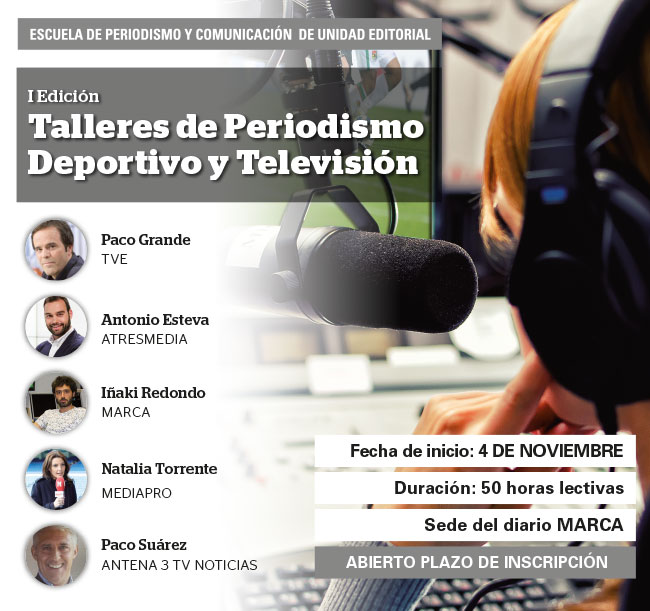 ESCUELA DE PERIODISMO Y COMUNICACIÓN DE UNIDAD EDITORIAL
I Edición
Talleres de Periodismo
Deportivo y Televisión
Paco Grande
TVE
Antonio Esteva
ATRESMEDIA
Iñaki Redondo
MARCA
Natalia Torrente
MEDIAPRO
Paco Suárez
ANTENA 3 TV NOTICIAS
Fecha de inicio: 4 DE NOVIEMBRE
Duración: 50 horas lectivas
Sede del diario MARCA
ABIERTO PLAZO DE INSCRIPCIÓN